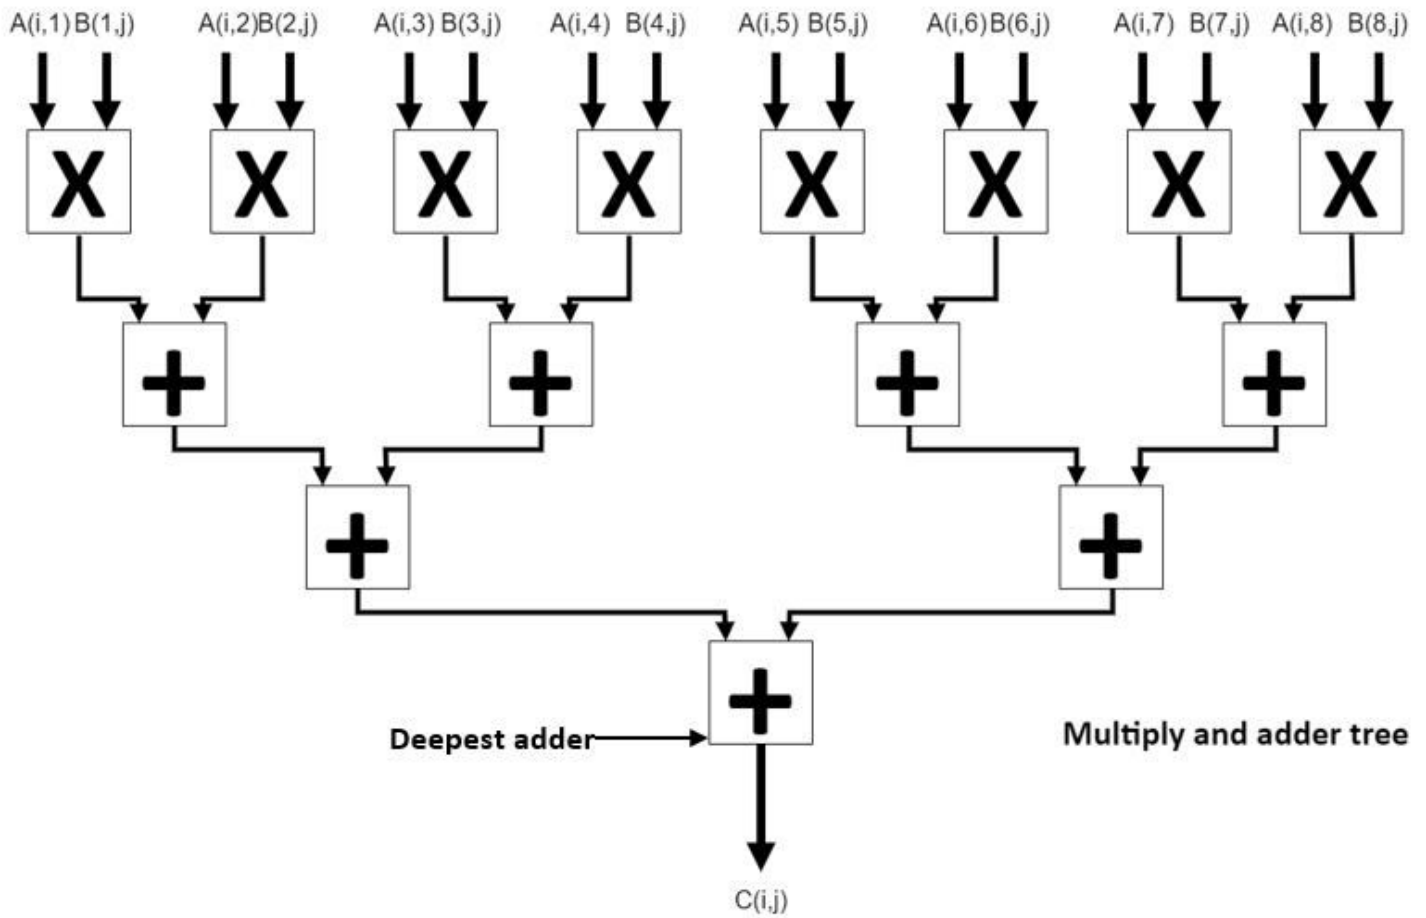 A(i,1) B(1,j) A(i,2)B(2,j) A(i,3) B(3,j) A(i,4) B(4,j) A(i,5) B(5,j) A(i,6)B(6,j) A(i,7) B(7,j) A(i,8) B(8,j)
X X X X X X X X
+ + + +
+ +
+
Deepest adder
Multiply and adder tree
C(i,j)